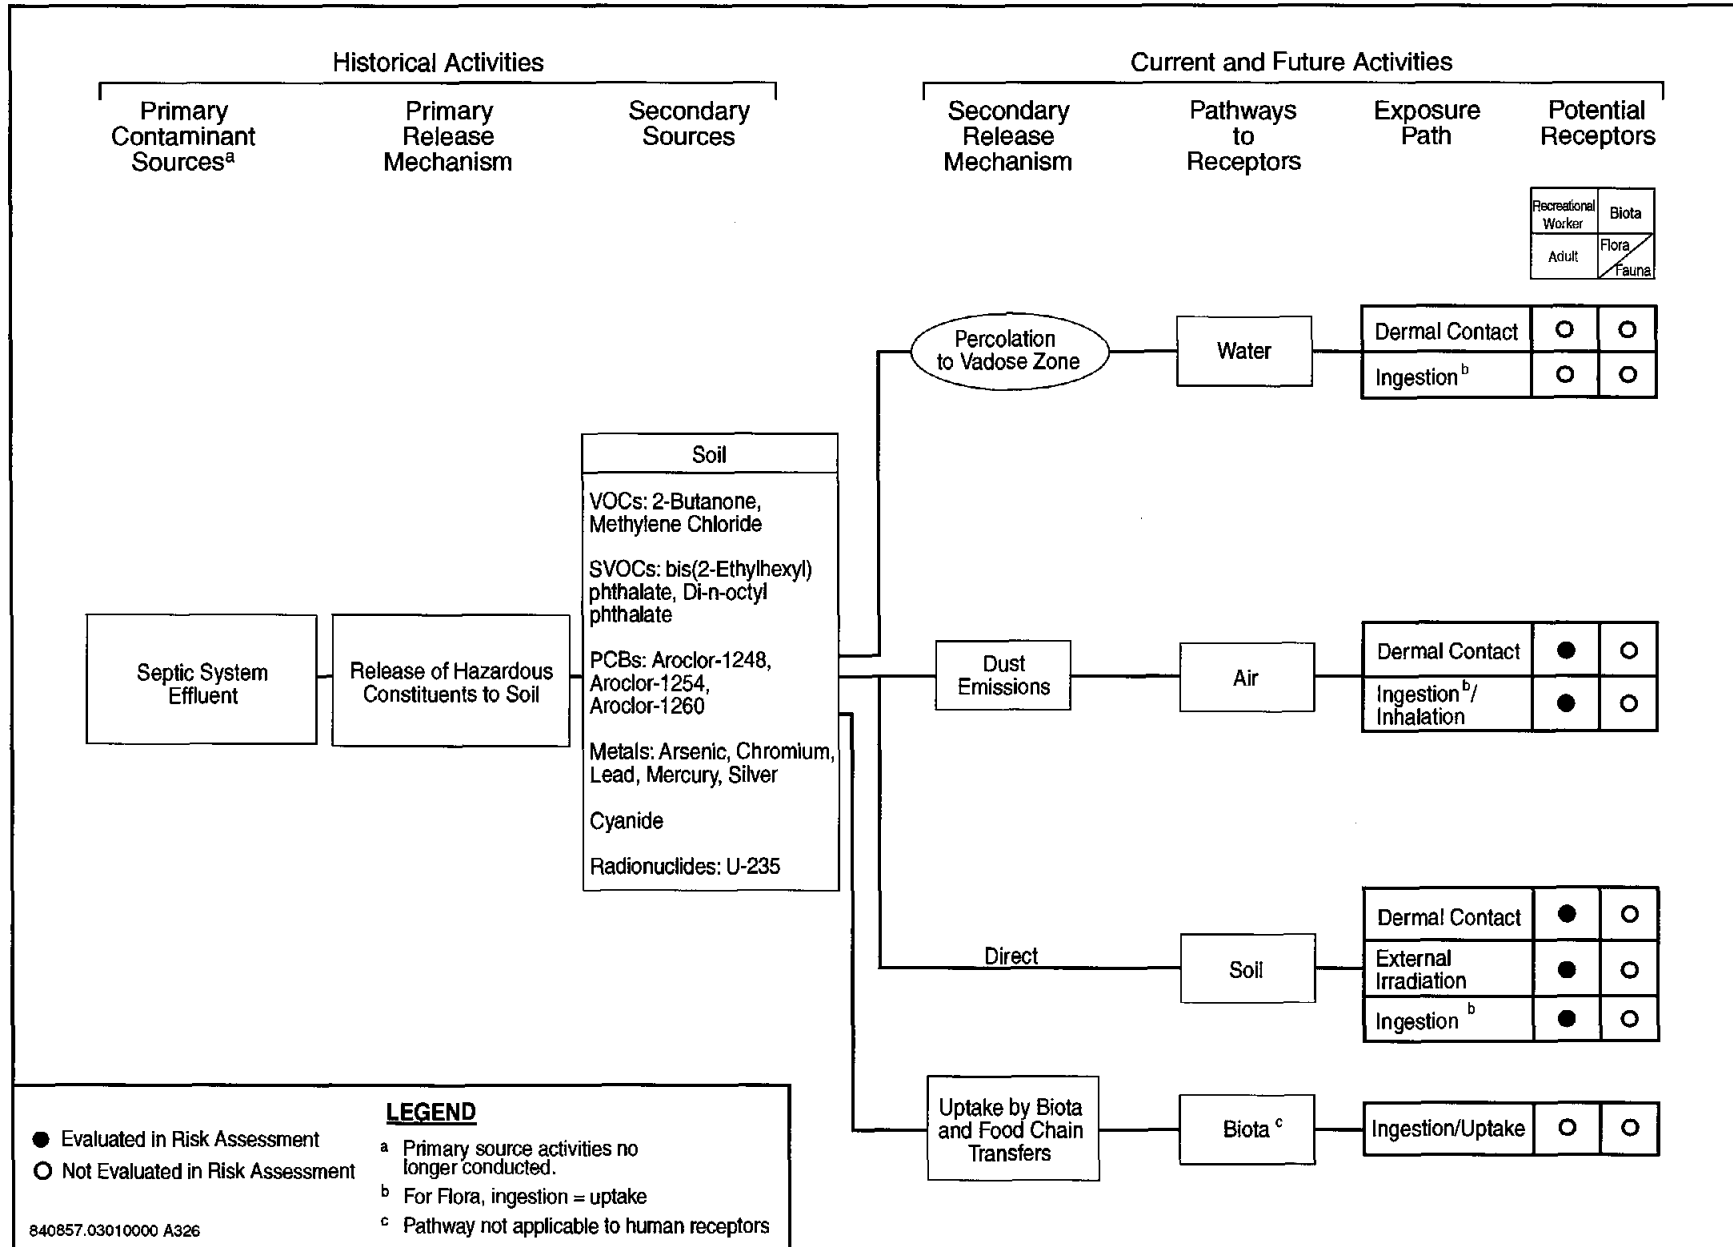 Historical Activities
Current and Future Activities
Primary
Contaminant
Sourcesᵃ
Primary
Release
Mechanism
Secondary
Sources
Secondary
Release
Mechanism
Pathways
to
Receptors
Exposure
Path
Potential
Receptors
Recreational
Worker
Biota
Adult
Flora
Fauna
Percolation
to Vadose Zone
Water
Dermal Contact
Ingestion ᵇ
Soil
VOCs: 2-Butanone,
Methylene Chloride
SVOCs: bis(2-Ethylhexyl)
phthalate, Di-n-octyl
phthalate
PCBs: Aroclor-1248,
Aroclor-1254,
Aroclor-1260
Metals: Arsenic, Chromium,
Lead, Mercury, Silver
Cyanide
Radionuclides: U-235
Septic System
Effluent
Release of Hazardous
Constituents to Soil
Dust
Emissions
Air
Dermal Contact
Ingestionᵇ/
Inhalation
Direct
Soil
Dermal Contact
External
Irradiation
Ingestion ᵇ
Uptake by Biota
and Food Chain
Transfers
Biota ᶜ
Ingestion/Uptake
LEGEND
Evaluated in Risk Assessment
Not Evaluated in Risk Assessment
ᵃ Primary source activities no
longer conducted.
ᵇ For Flora, ingestion = uptake
ᶜ Pathway not applicable to human receptors
840857.03010000 A326